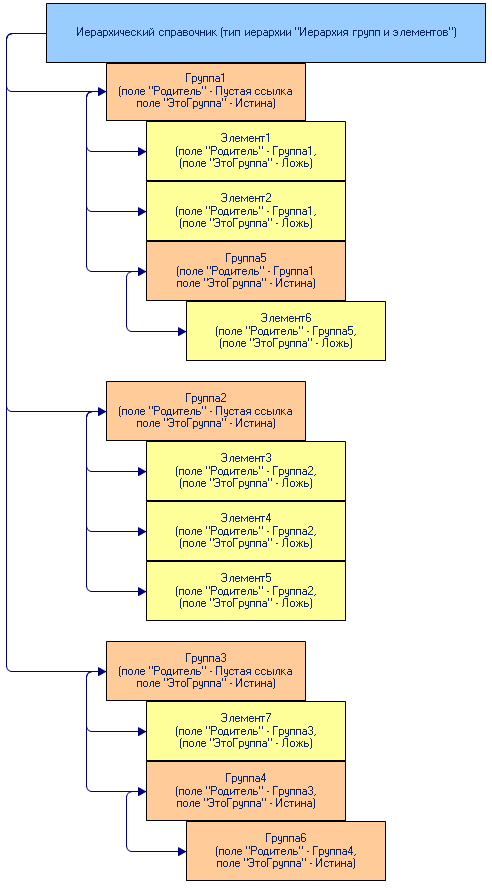 Иерархический справочник (тип иерархии "Иерархия групп и элементов")
Группа1
(поле "Родитель" - Пустая ссылка
поле "ЭтоГруппа" - Истина)
Элемент1
(поле "Родитель" - Группа1,
(поле "ЭтоГруппа" - Ложь)
Элемент2
(поле "Родитель" - Группа1,
(поле "ЭтоГруппа" - Ложь)
Группа5
(поле "Родитель" - Группа1
поле "ЭтоГруппа" - Истина)
Элемент6
(поле "Родитель" - Группа5,
(поле "ЭтоГруппа" - Ложь)
Группа2
(поле "Родитель" - Пустая ссылка
поле "ЭтоГруппа" - Истина)
Элемент3
(поле "Родитель" - Группа2,
(поле "ЭтоГруппа" - Ложь)
Элемент4
(поле "Родитель" - Группа2,
(поле "ЭтоГруппа" - Ложь)
Элемент5
(поле "Родитель" - Группа2,
(поле "ЭтоГруппа" - Ложь)
Группа3
(поле "Родитель" - Пустая ссылка
поле "ЭтоГруппа" - Истина)
Элемент7
(поле "Родитель" - Группа3,
(поле "ЭтоГруппа" - Ложь)
Группа4
(поле "Родитель" - Группа3,
поле "ЭтоГруппа" - Истина)
Группа6
(поле "Родитель" - Группа4,
поле "ЭтоГруппа" - Истина)